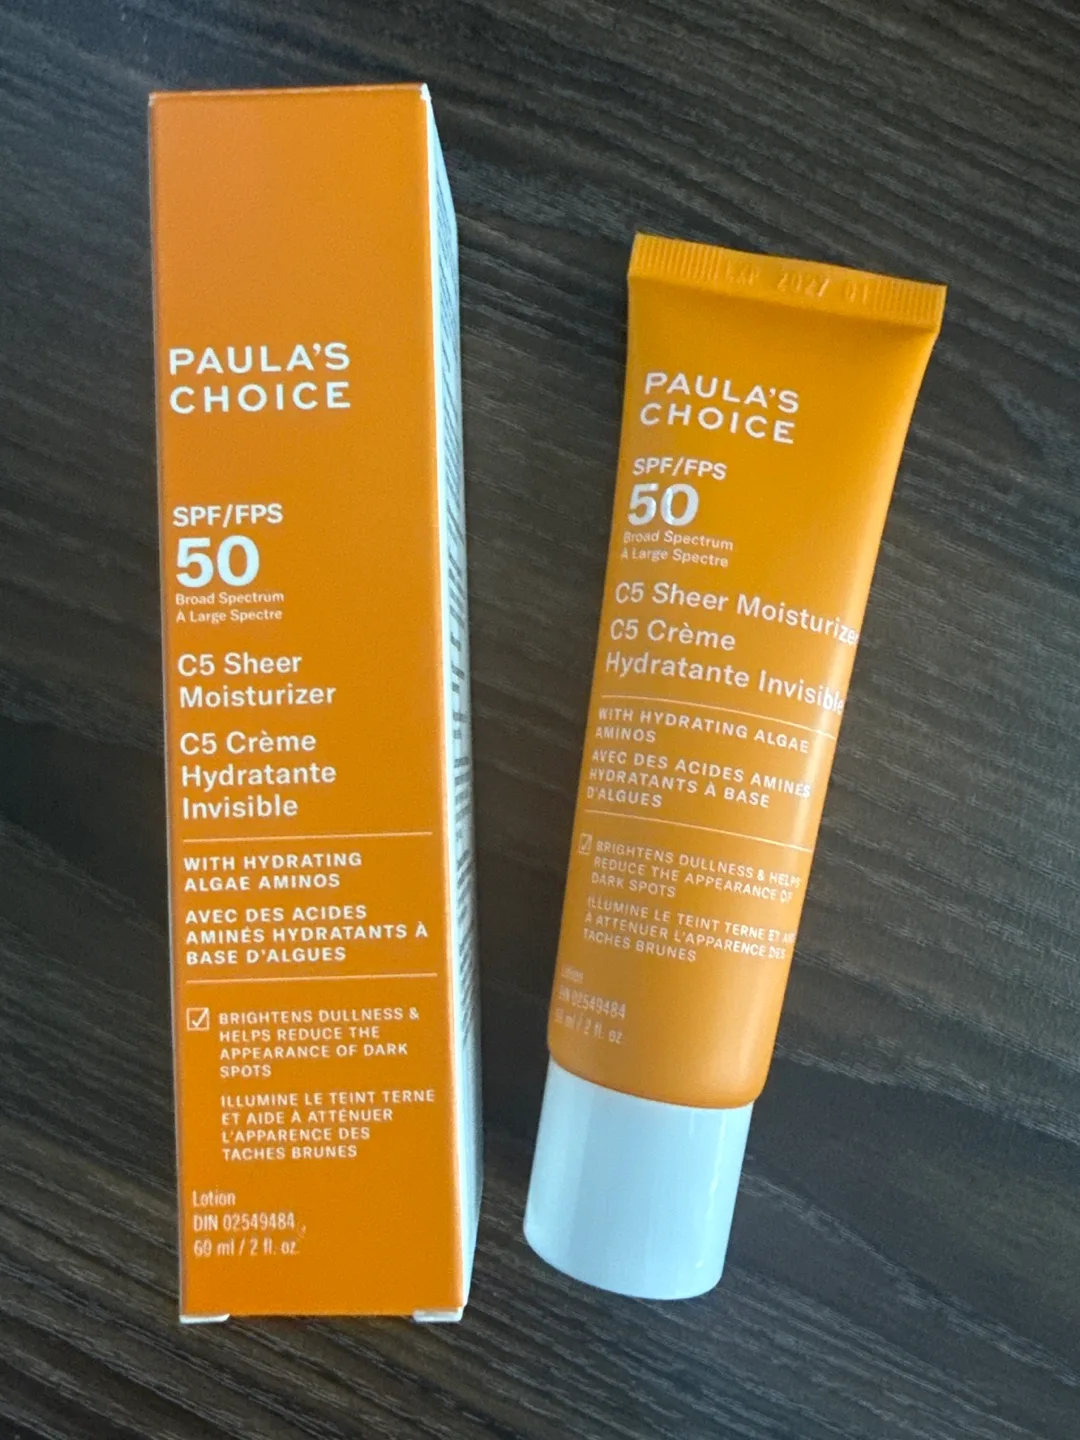 PAULA'S
CHOICE
SPF/FPS
50
Broad Spectrum
À Large Spectre
C5 Sheer
Moisturizer
C5 Crème
Hydratante
Invisible
WITH HYDRATING
ALGAE AMINOS
AVEC DES ACIDES
AMINÉS HYDRATANTS À
BASE D'ALGUES
BRIGHTENS DULLNESS &
HELPS REDUCE THE
APPEARANCE OF DARK
SPOTS
ILLUMINE LE TEINT TERNE
ET AIDE À ATTÉNUER
L'APPARENCE DES
TACHES BRUNES
Lotion
DIN 02549484
60 ml / 2 fl. oz.
EXP 2027 01
PAULA'S
CHOICE
SPF/FPS
50
Broad Spectrum
À Large Spectre
C5 Sheer Moisturizer
C5 Crème
Hydratante Invisible
WITH HYDRATING ALGAE
AMINOS
AVEC DES ACIDES AMINÉS
HYDRATANTS À BASE
D'ALGUES
BRIGHTENS DULLNESS & HELPS
REDUCE THE APPEARANCE OF
DARK SPOTS
ILLUMINE LE TEINT TERNE ET
À ATTÉNUER L'APPARENCE DES
TACHES BRUNES
Lotion
DIN 02549484
60 ml / 2 fl. oz.